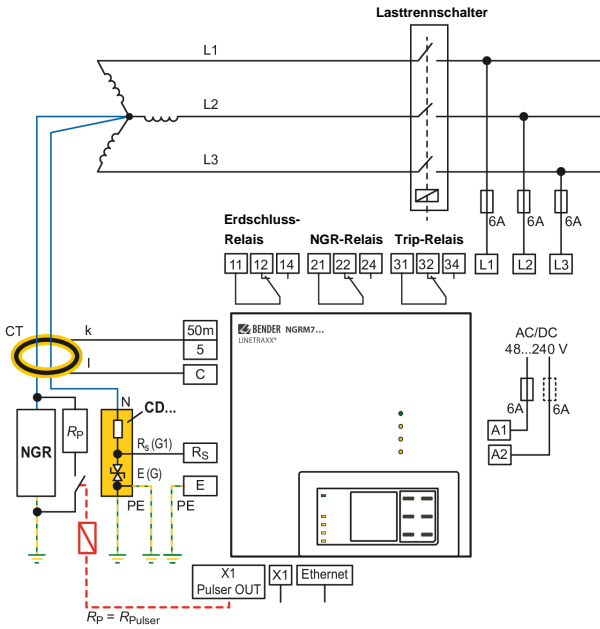 Lasttrennschalter
L1
L2
L3
6A
6A
6A
L1
L2
L3
Erdschluss-
Relais
NGR-Relais
Trip-Relais
11
12
14
21
22
24
31
32
34
CT
k
l
50m
5
C
BENDER NGRM7...
LINETRAXX®
AC/DC
48...240 V
6A
6A
A1
A2
N
CD...
NGR
RP
Rs (G1)
RS
E (G)
E
PE
PE
X1
Pulser OUT
X1
Ethernet
RP = RPulser